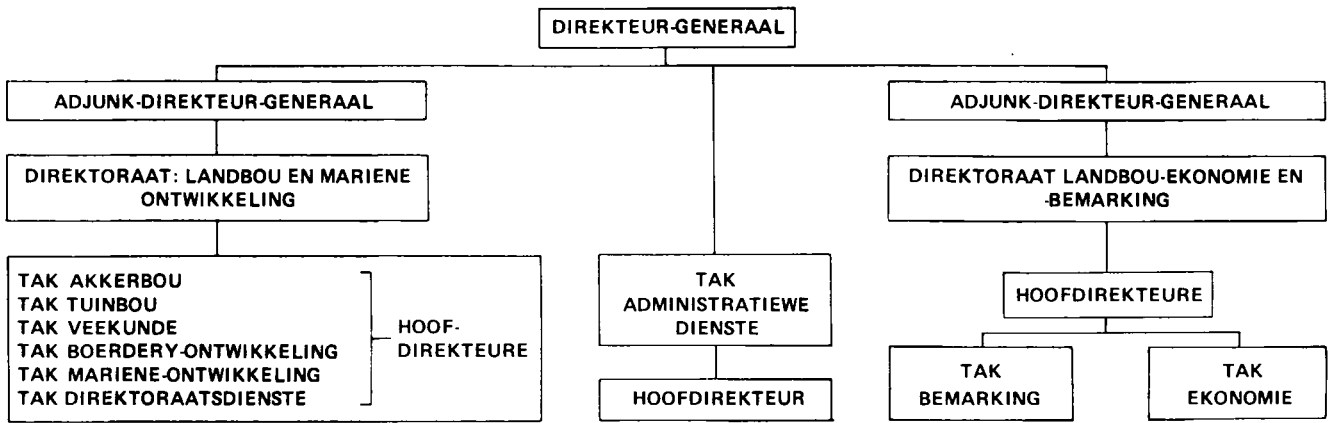 DIREKTEUR-GENERAAL
ADJUNK-DIREKTEUR-GENERAAL
DIREKTORAAT: LANDBOU EN MARIENE
ONTWIKKELING
TAK AKKERBOU
TAK TUINBOU
TAK VEEKUNDE
TAK BOERDERY-ONTWIKKELING
TAK MARIENE-ONTWIKKELING
TAK DIREKTORAATSDIENSTE
HOOF-
DIREKTEURE
TAK
ADMINISTRATIEWE
DIENSTE
HOOFDIREKTEUR
ADJUNK-DIREKTEUR-GENERAAL
DIREKTORAAT LANDBOU-EKONOMIE EN
-BEMARKING
HOOFDIREKTEURE
TAK
BEMARKING
TAK
EKONOMIE